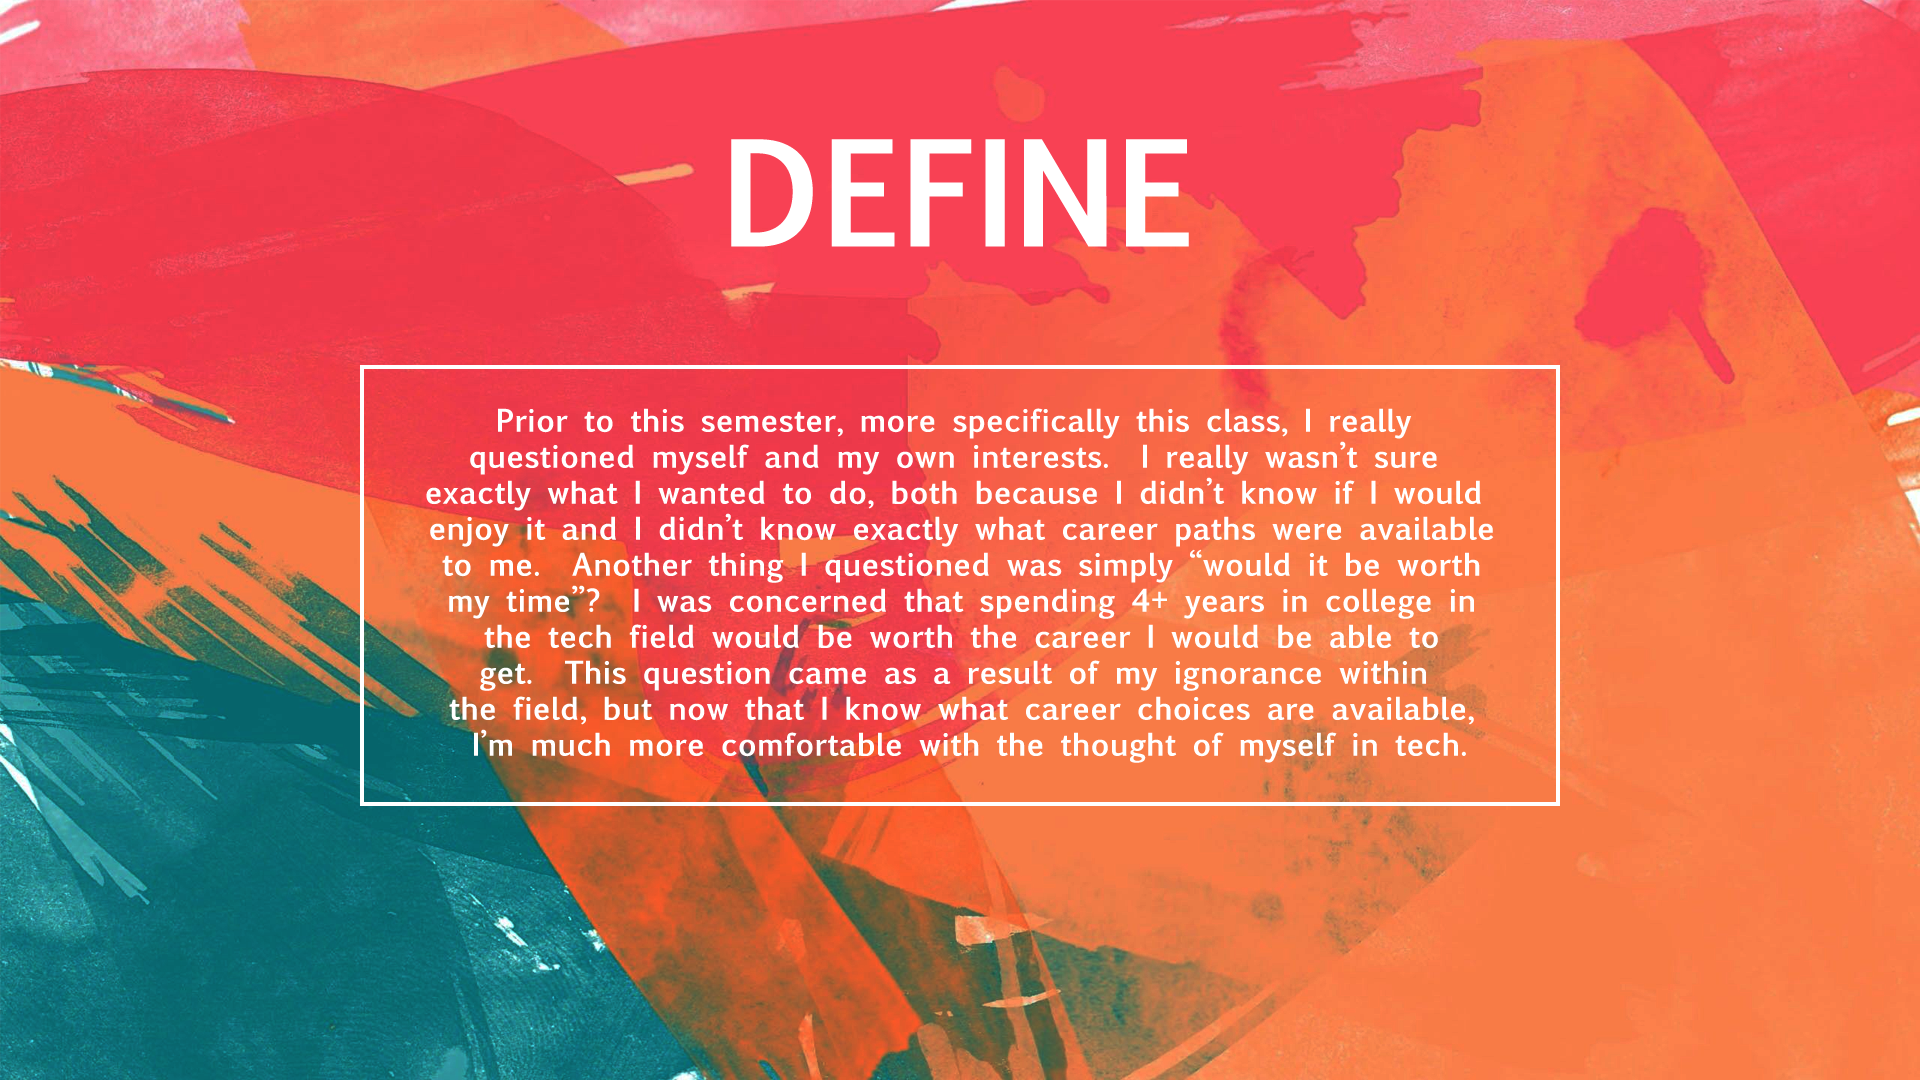 DEFINE
Prior to this semester, more specifically this class, I really
questioned myself and my own interests.  I really wasn’t sure
exactly what I wanted to do, both because I didn’t know if I would
enjoy it and I didn’t know exactly what career paths were available
to me.  Another thing I questioned was simply “would it be worth
my time”?  I was concerned that spending 4+ years in college in
the tech field would be worth the career I would be able to
get.  This question came as a result of my ignorance within
the field, but now that I know what career choices are available,
I’m much more comfortable with the thought of myself in tech.